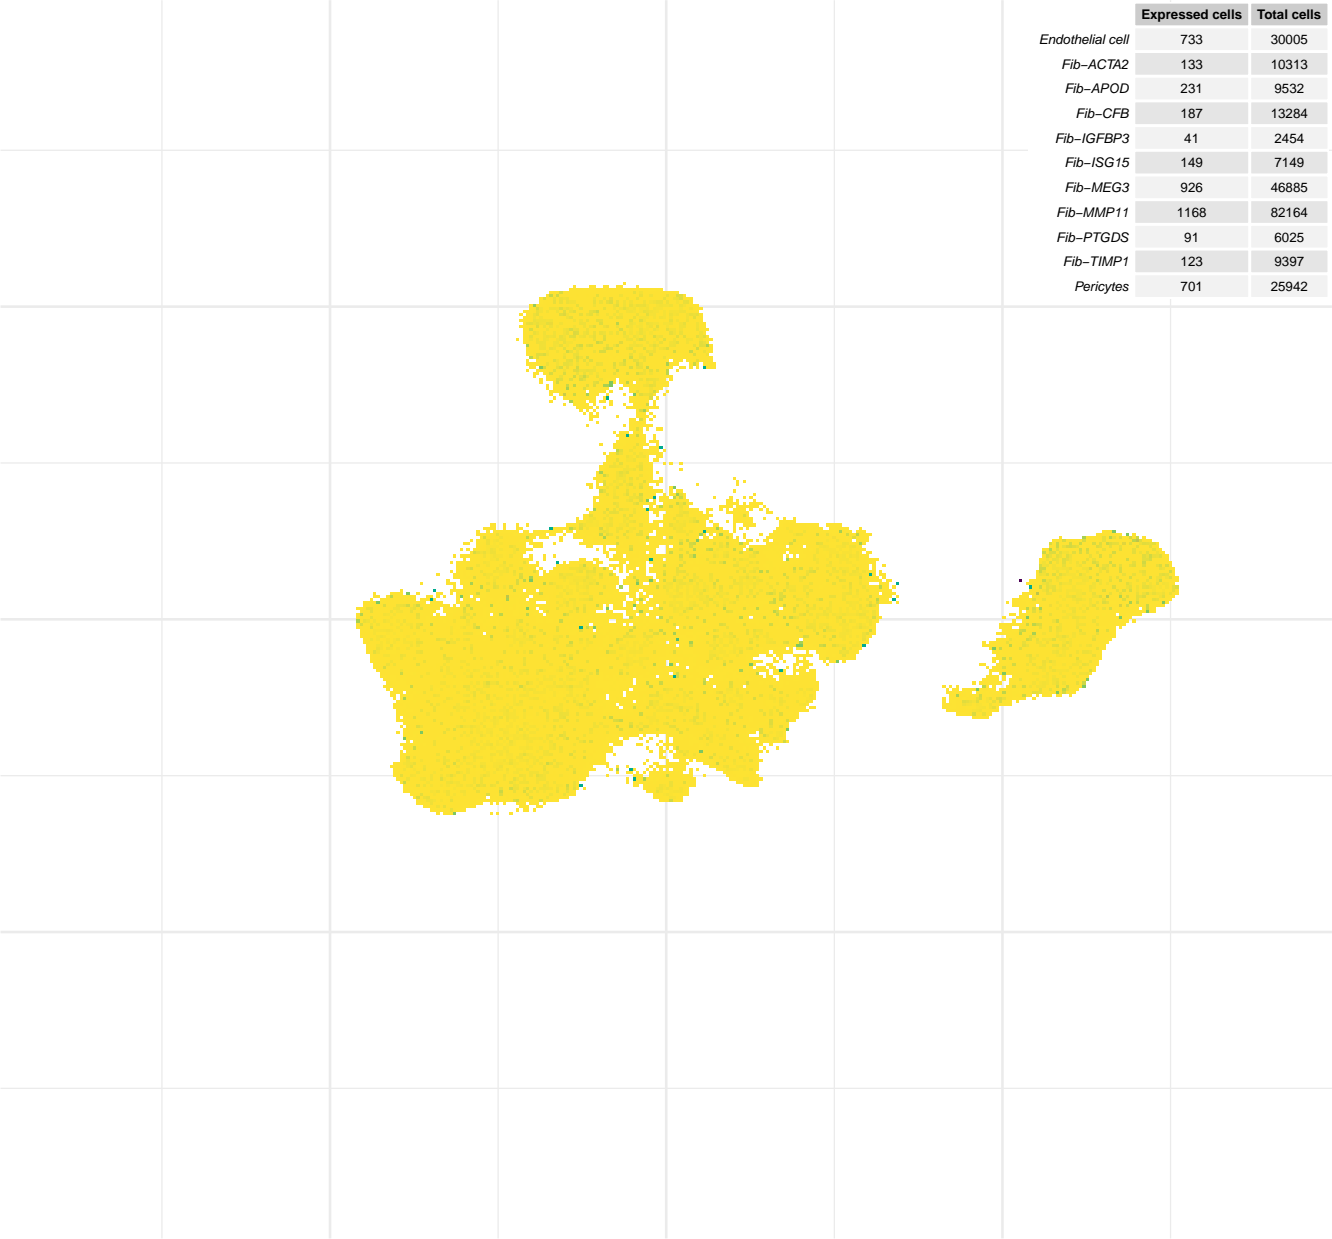 Expressed cells Total cells
Endothelial cell 733 30005
Fib−ACTA2 133 10313
Fib−APOD 231 9532
Fib−CFB 187 13284
Fib−IGFBP3 41 2454
Fib−ISG15 149 7149
Fib−MEG3 926 46885
Fib−MMP11 1168 82164
Fib−PTGDS 91 6025
Fib−TIMP1 123 9397
Pericytes 701 25942